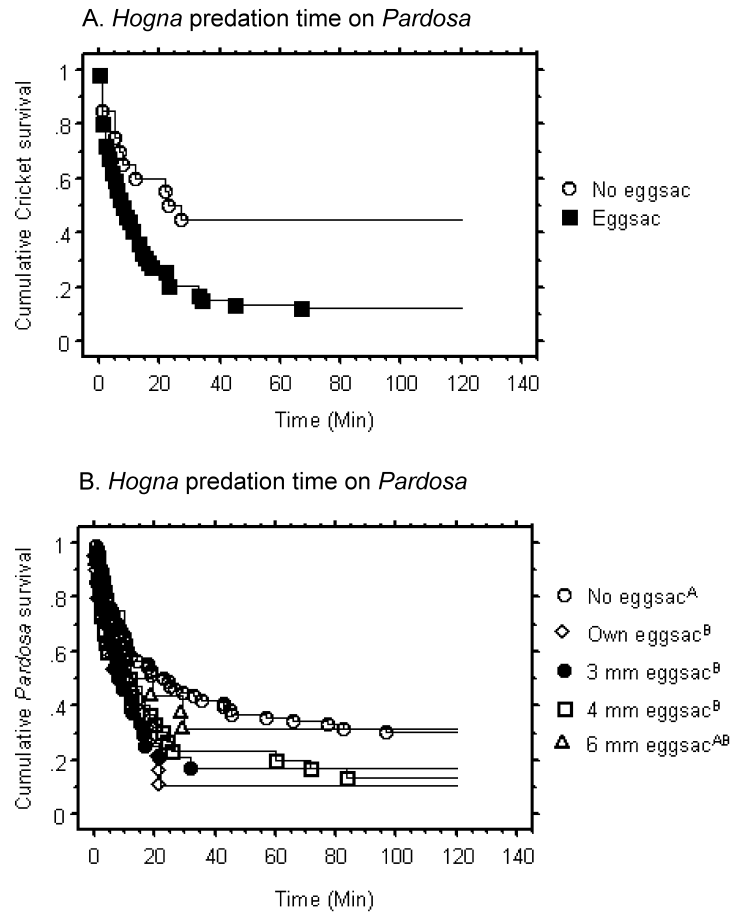 A. Hogna predation time on Pardosa
Cumulative Cricket survival
1
.8
.6
.4
.2
0
0 20 40 60 80 100 120 140
Time (Min)
No eggsac
Eggsac
B. Hogna predation time on Pardosa
Cumulative Pardosa survival
1
.8
.6
.4
.2
0
0 20 40 60 80 100 120 140
Time (Min)
No eggsacᴬ
Own eggsacᴮ
3 mm eggsacᴮ
4 mm eggsacᴮ
6 mm eggsacᴬᴮ